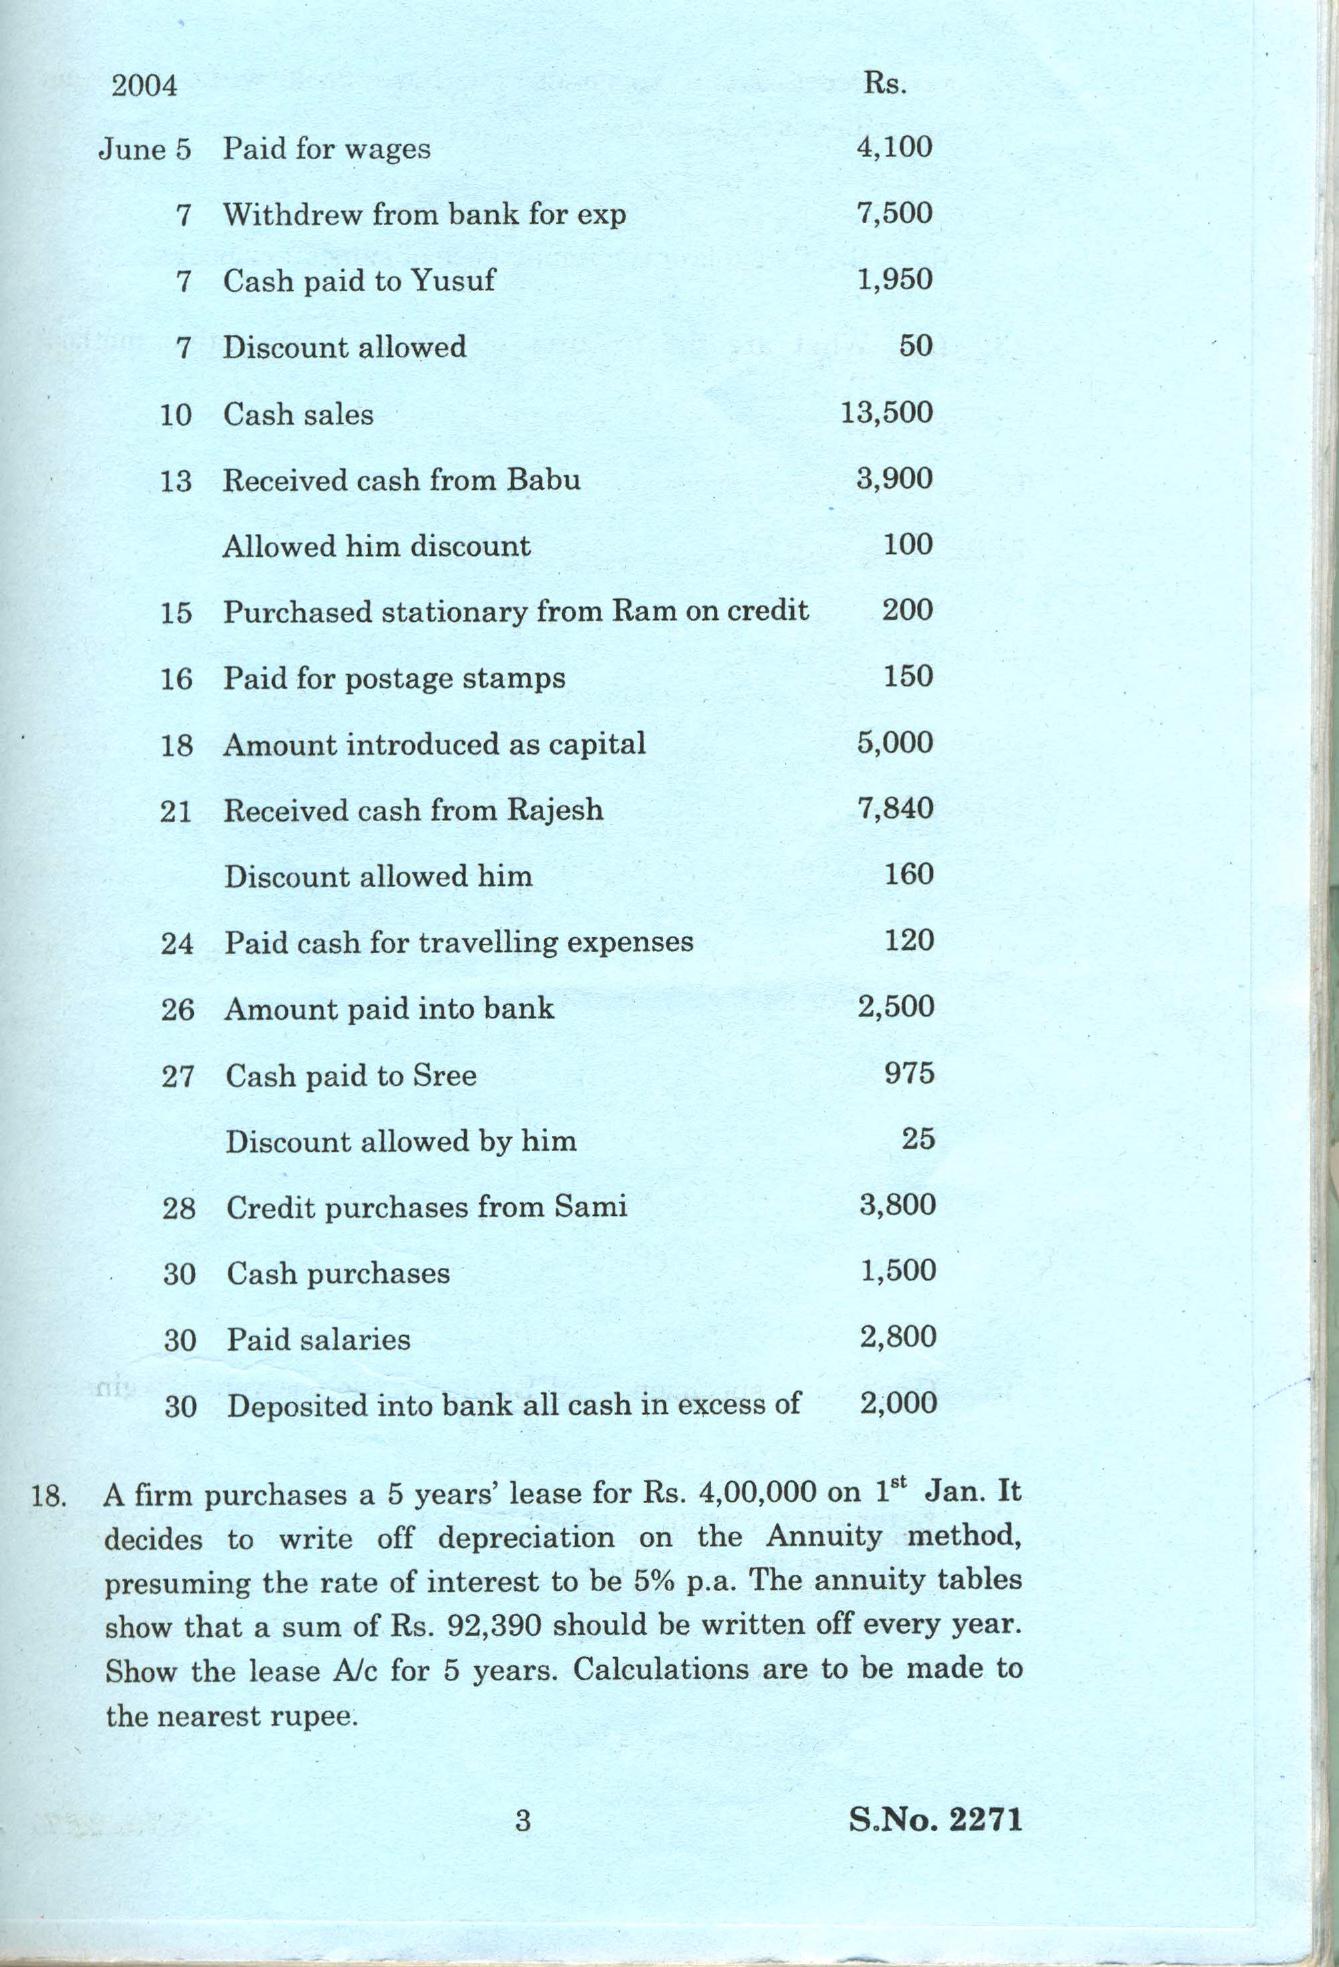 2004 Rs.
June 5 Paid for wages 4,100
7 Withdrew from bank for exp 7,500
7 Cash paid to Yusuf 1,950
7 Discount allowed 50
10 Cash sales 13,500
13 Received cash from Babu 3,900
Allowed him discount 100
15 Purchased stationary from Ram on credit 200
16 Paid for postage stamps 150
18 Amount introduced as capital 5,000
21 Received cash from Rajesh 7,840
Discount allowed him 160
24 Paid cash for travelling expenses 120
26 Amount paid into bank 2,500
27 Cash paid to Sree 975
Discount allowed by him 25
28 Credit purchases from Sami 3,800
30 Cash purchases 1,500
30 Paid salaries 2,800
30 Deposited into bank all cash in excess of 2,000
18. A firm purchases a 5 years' lease for Rs. 4,00,000 on 1st Jan. It
decides to write off depreciation on the Annuity method,
presuming the rate of interest to be 5% p.a. The annuity tables
show that a sum of Rs. 92,390 should be written off every year.
Show the lease A/c for 5 years. Calculations are to be made to
the nearest rupee.
3 S.No. 2271